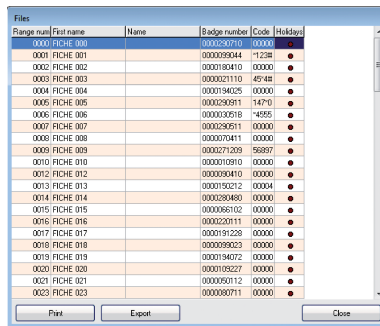 Files
Range num First name Name Badge number Code Holidays
0000 FICHE 000 0000290710 00000
0001 FICHE 001 0000099044 *123#
0002 FICHE 002 0000180410 00000
0003 FICHE 003 0000021110 45*4#
0004 FICHE 004 0000194025 00000
0005 FICHE 005 0000290911 147*0
0006 FICHE 006 0000030518 *4555
0007 FICHE 007 0000290511 00000
0008 FICHE 008 0000070411 00000
0009 FICHE 009 0000271209 56897
0010 FICHE 010 0000010910 00000
0012 FICHE 012 0000090410 00000
0013 FICHE 013 0000150212 00004
0014 FICHE 014 0000280480 00000
0015 FICHE 015 0000066102 00000
0016 FICHE 016 0000220111 00000
0017 FICHE 017 0000191228 00000
0018 FICHE 018 0000099023 00000
0019 FICHE 019 0000194072 00000
0020 FICHE 020 0000109227 00000
0021 FICHE 021 0000050112 00000
0023 FICHE 023 0000080711 00000
Print Export Close